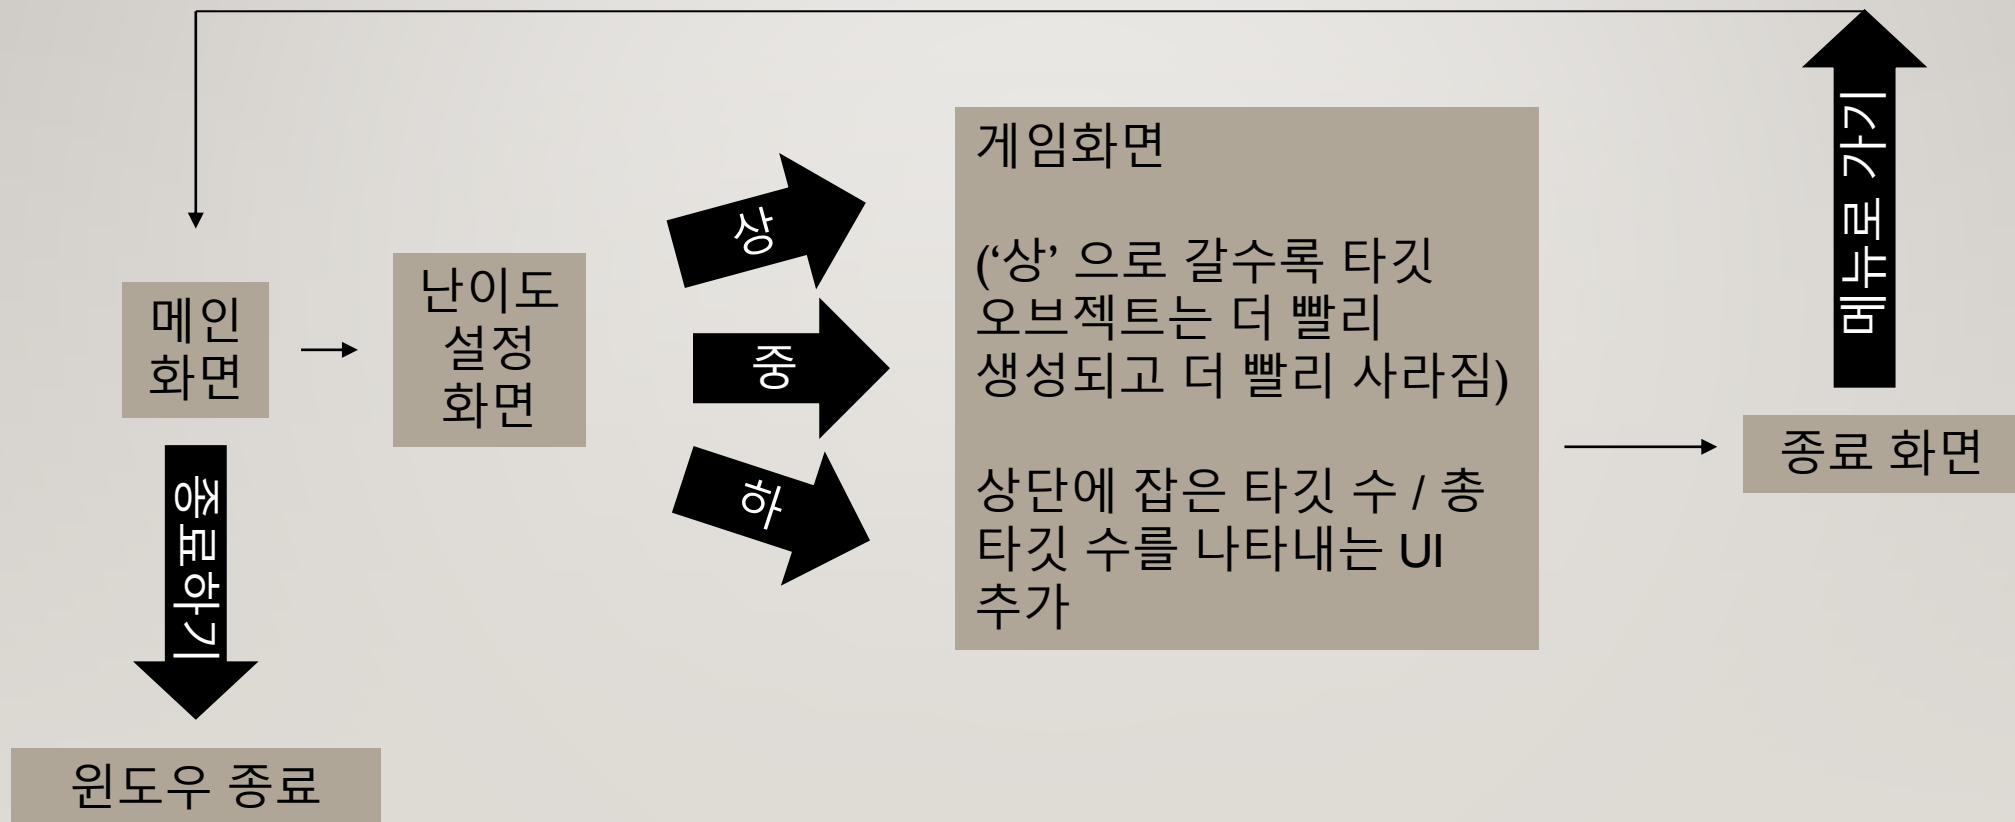 메인
화면
종료하기
윈도우 종료
난이도
설정
화면
상
중
하
게임화면
(‘상’ 으로 갈수록 타깃
오브젝트는 더 빨리
생성되고 더 빨리 사라짐)
상단에 잡은 타깃 수 / 총
타깃 수를 나타내는 UI
추가
종료 화면
메뉴로 가기